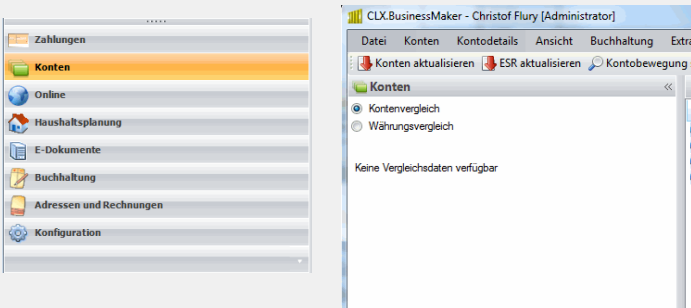 Zahlungen
Konten
Online
Haushaltsplanung
E-Dokumente
Buchhaltung
Adressen und Rechnungen
Konfiguration
CLX.BusinessMaker - Christof Flury [Administrator]
Datei Konten Kontodetails Ansicht Buchhaltung Extra
Konten aktualisieren ESR aktualisieren Kontobewegung
Konten
Kontenvergleich
Währungsvergleich
Keine Vergleichsdaten verfügbar